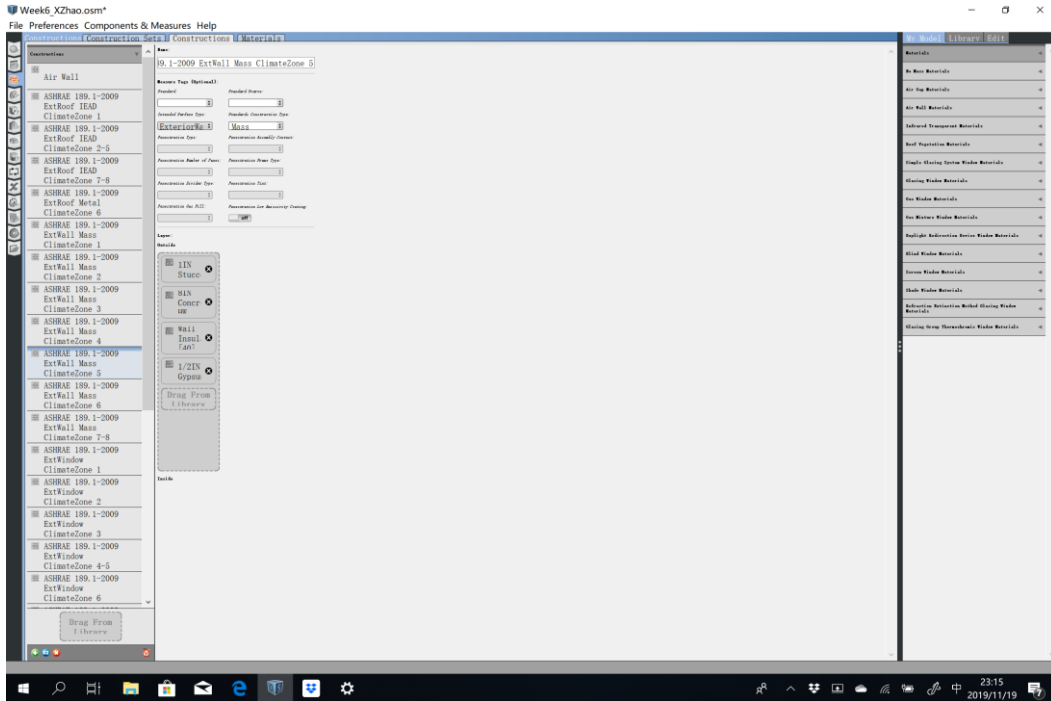 Week6_XZhao.osm*
File Preferences Components & Measures Help
Constructions Construction Sets Constructions Materials
My Model Library Edit
Constructions
Air Wall
ASHRAE 189.1-2009
ExtRoof IEAD
ClimateZone 1
ASHRAE 189.1-2009
ExtRoof IEAD
ClimateZone 2-5
ASHRAE 189.1-2009
ExtRoof IEAD
ClimateZone 7-8
ASHRAE 189.1-2009
ExtRoof Metal
ClimateZone 6
ASHRAE 189.1-2009
ExtWall Mass
ClimateZone 1
ASHRAE 189.1-2009
ExtWall Mass
ClimateZone 2
ASHRAE 189.1-2009
ExtWall Mass
ClimateZone 3
ASHRAE 189.1-2009
ExtWall Mass
ClimateZone 4
ASHRAE 189.1-2009
ExtWall Mass
ClimateZone 5
ASHRAE 189.1-2009
ExtWall Mass
ClimateZone 6
ASHRAE 189.1-2009
ExtWall Mass
ClimateZone 7-8
ASHRAE 189.1-2009
ExtWindow
ClimateZone 1
ASHRAE 189.1-2009
ExtWindow
ClimateZone 2
ASHRAE 189.1-2009
ExtWindow
ClimateZone 3
ASHRAE 189.1-2009
ExtWindow
ClimateZone 4-5
ASHRAE 189.1-2009
ExtWindow
ClimateZone 6
Drag From
Library
Name:
39.1-2009 ExtWall Mass ClimateZone 5
Measure Tags (Optional):
Standard: Standard Source:
Intended Surface Type: Standards Construction Type:
ExteriorWa Mass
Fenestration Type: Fenestration Assembly Context:
Fenestration Number of Panes: Fenestration Frame Type:
Fenestration Divider Type: Fenestration Tint:
Fenestration Gas Fill: Fenestration Low Emissivity Coating:
off
Layer:
Outside
1IN
Stucc
8IN
Concr
HW
Wall
Insul
[40]
1/2IN
Gypsu
Drag From
Library
Inside
Materials
No Mass Materials
Air Gap Materials
Air Wall Materials
Infrared Transparent Materials
Roof Vegetation Materials
Simple Glazing System Window Materials
Glazing Window Materials
Gas Window Materials
Gas Mixture Window Materials
Daylight Redirection Device Window Materials
Blind Window Materials
Screen Window Materials
Shade Window Materials
Refraction Extinction Method Glazing Window
Materials
Glazing Group Thermochromic Window Materials
中
23:15
2019/11/19
7